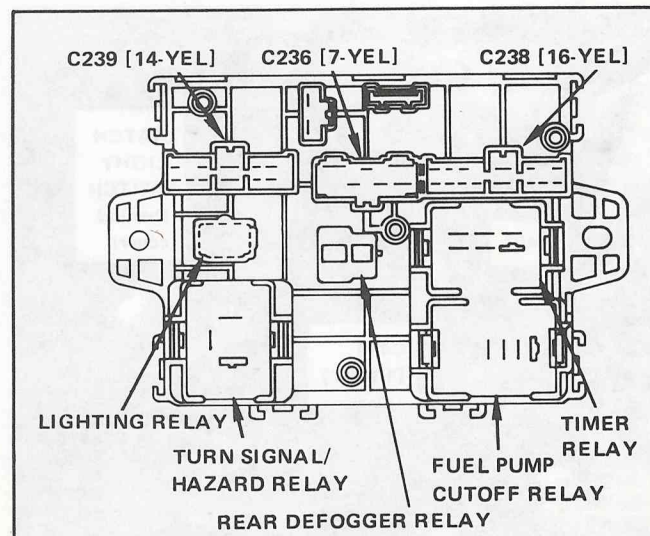 C239 [14-YEL] C236 [7-YEL] C238 [16-YEL]
LIGHTING RELAY
TURN SIGNAL/
HAZARD RELAY
REAR DEFOGGER RELAY
FUEL PUMP
CUTOFF RELAY
TIMER
RELAY